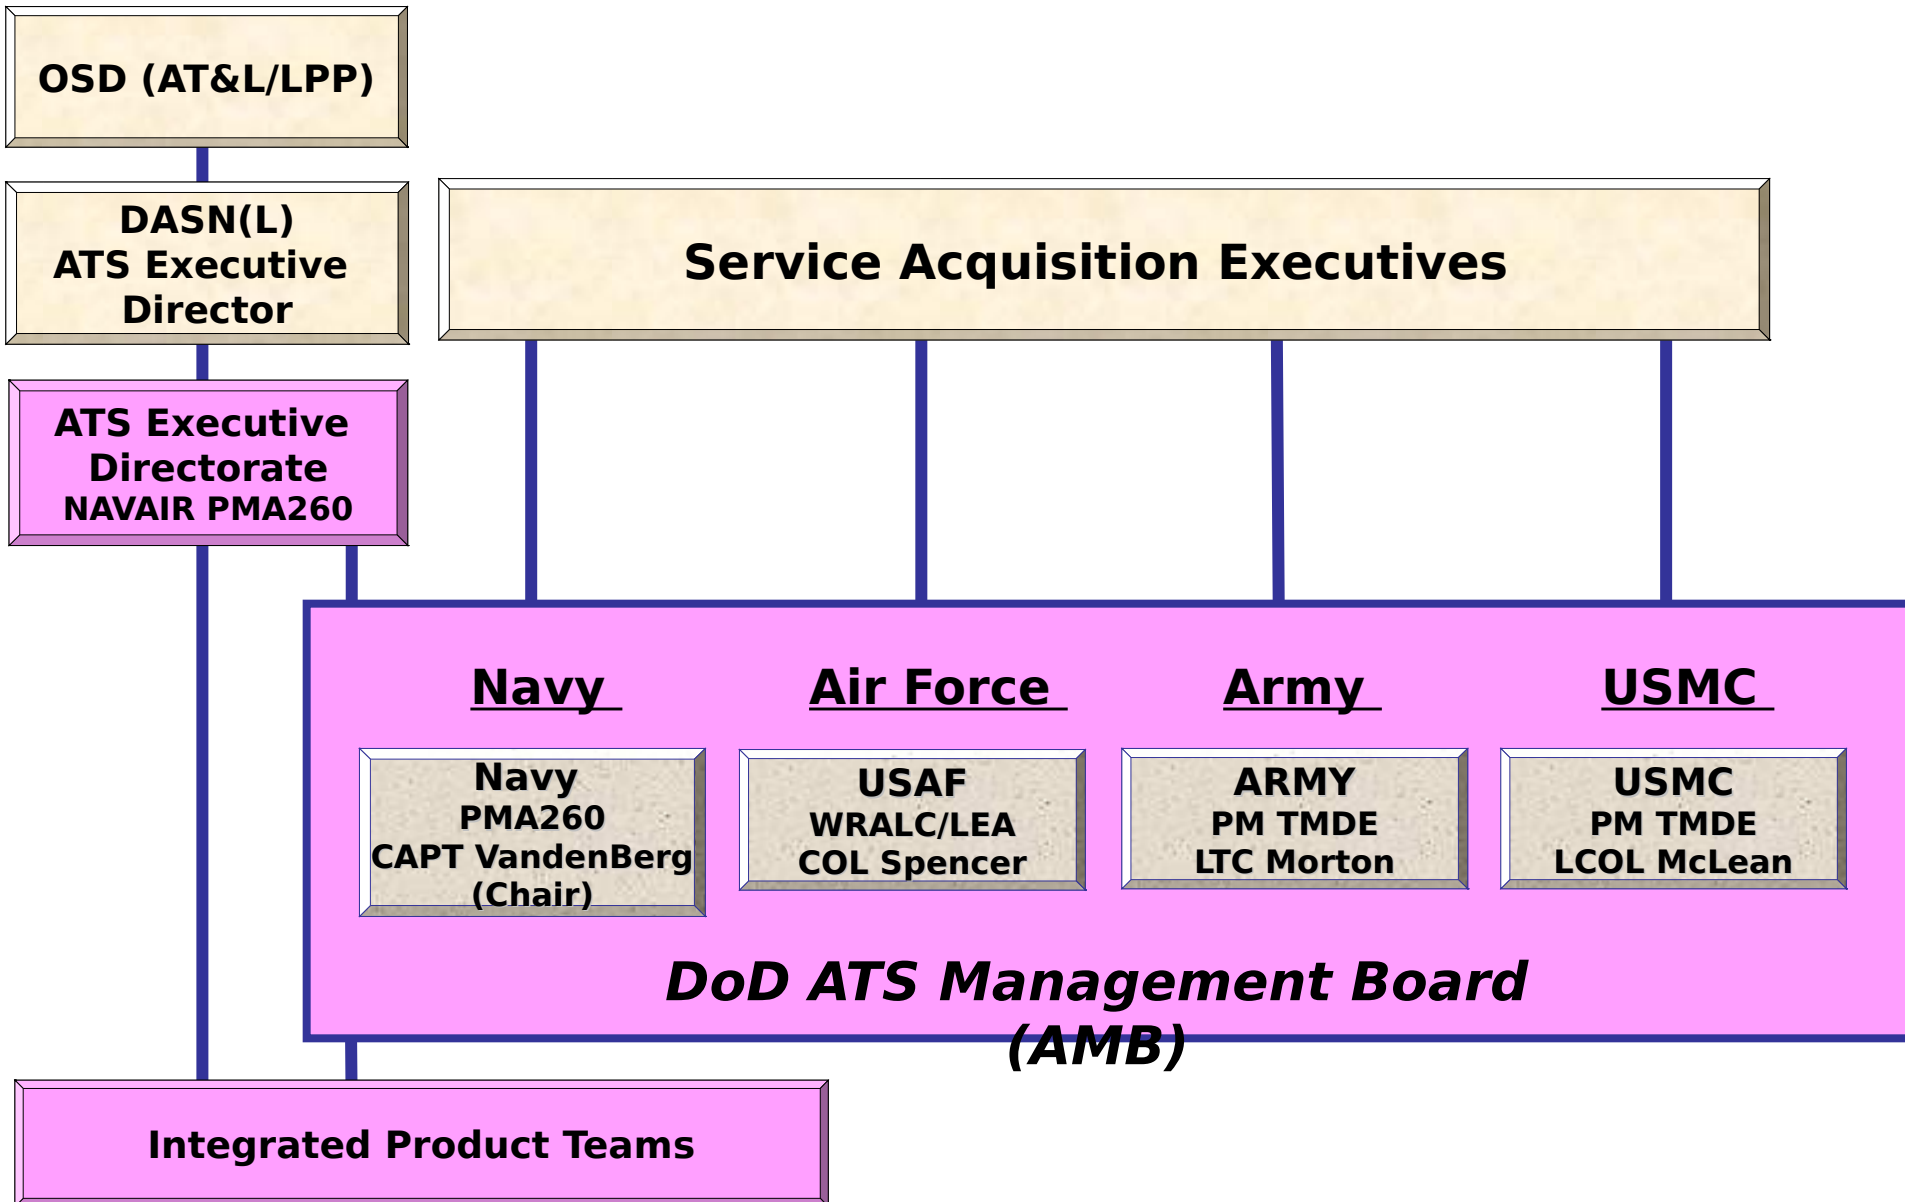 OSD (AT&L/LPP)
DASN(L)
ATS Executive
Director
Service Acquisition Executives
ATS Executive
Directorate
NAVAIR PMA260
Navy
Air Force
Army
USMC
Navy
PMA260
CAPT VandenBerg
(Chair)
USAF
WRALC/LEA
COL Spencer
ARMY
PM TMDE
LTC Morton
USMC
PM TMDE
LCOL McLean
DoD ATS Management Board
(AMB)
Integrated Product Teams